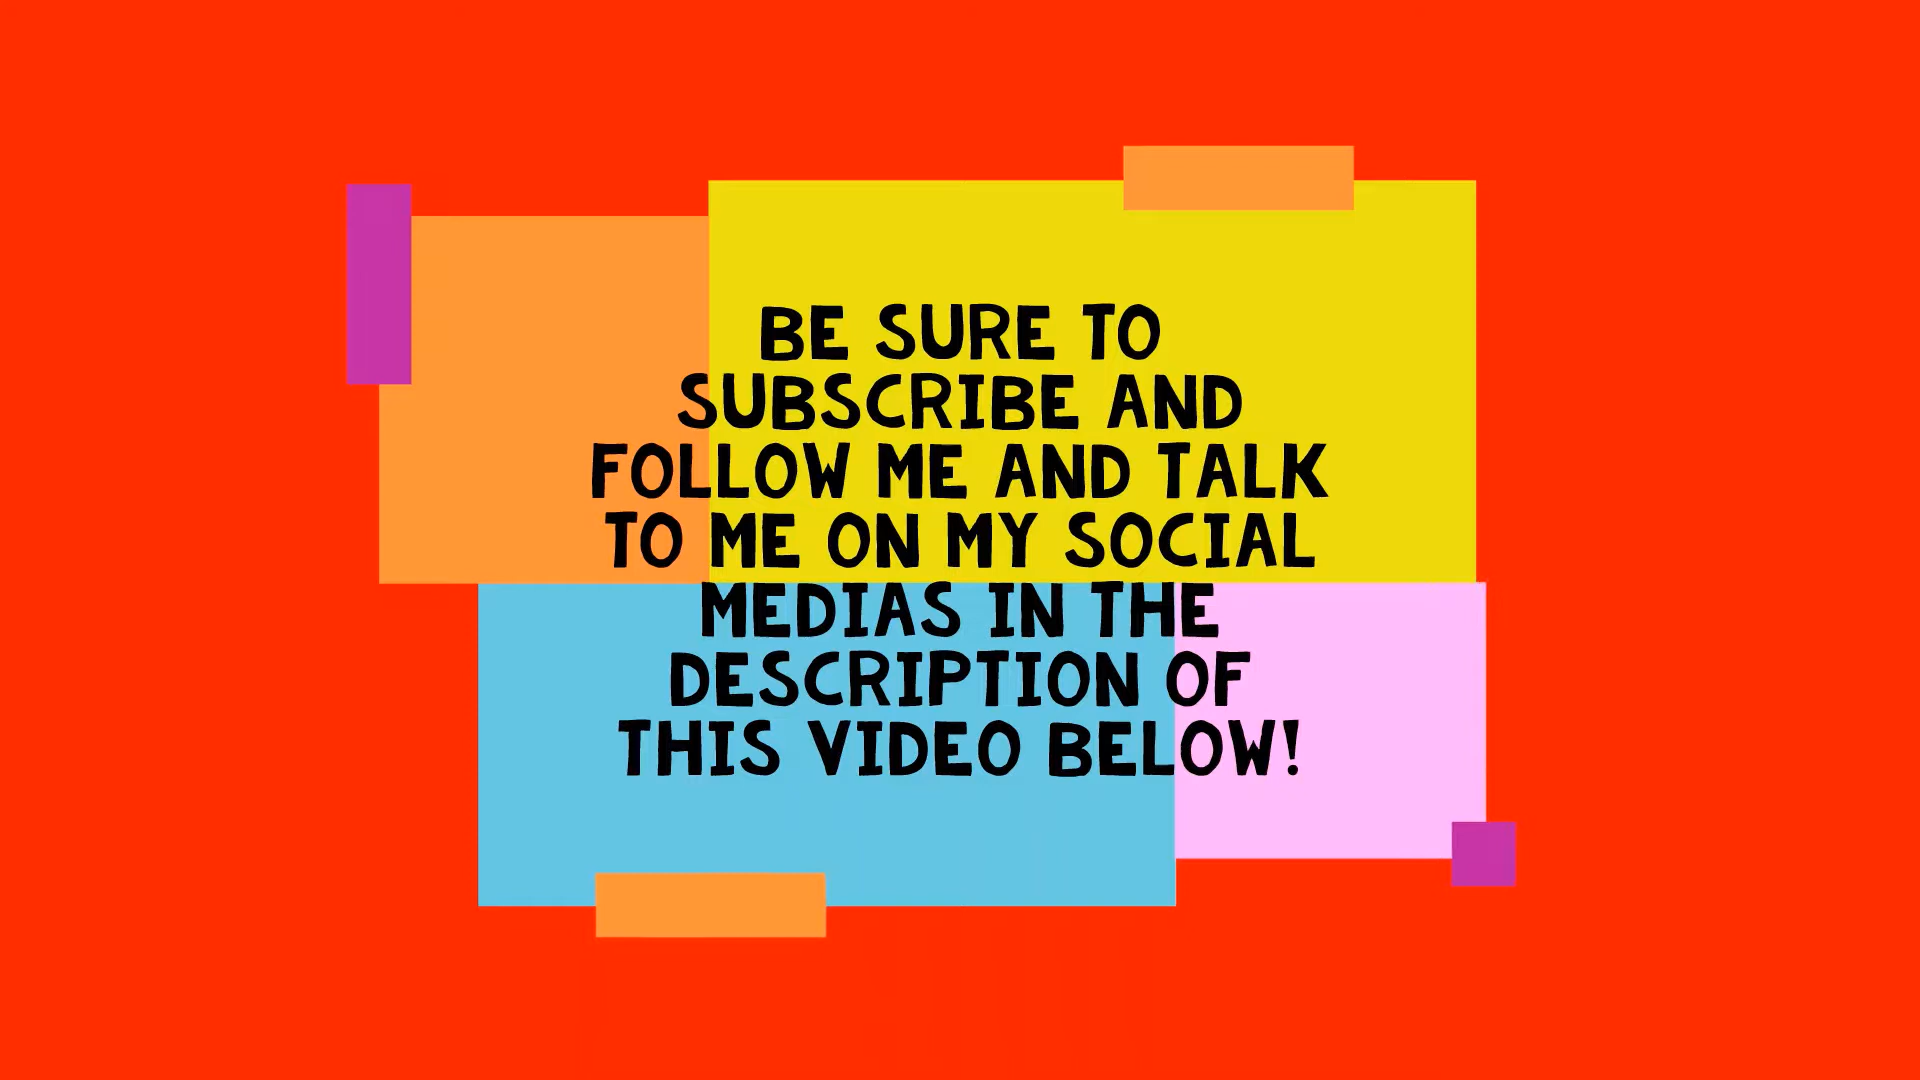 BE SURE TO
SUBSCRIBE AND
FOLLOW ME AND TALK
TO ME ON MY SOCIAL
MEDIAS IN THE
DESCRIPTION OF
THIS VIDEO BELOW!